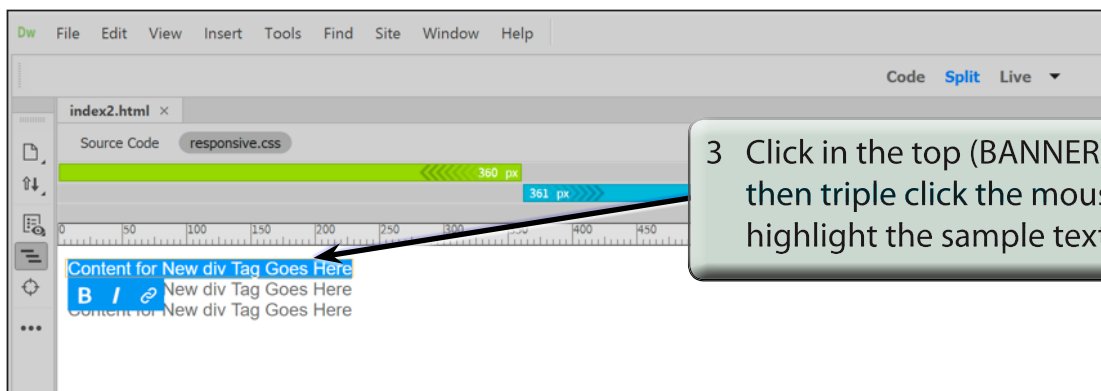 Dw File Edit View Insert Tools Find Site Window Help
Code Split Live
index2.html ×
Source Code responsive.css
360 px
361 px
0 50 100 150 200 250 300 400 450
Content for New div Tag Goes Here
B I New div Tag Goes Here
Content for New div Tag Goes Here
3 Click in the top (BANNER
then triple click the
highlight the sample